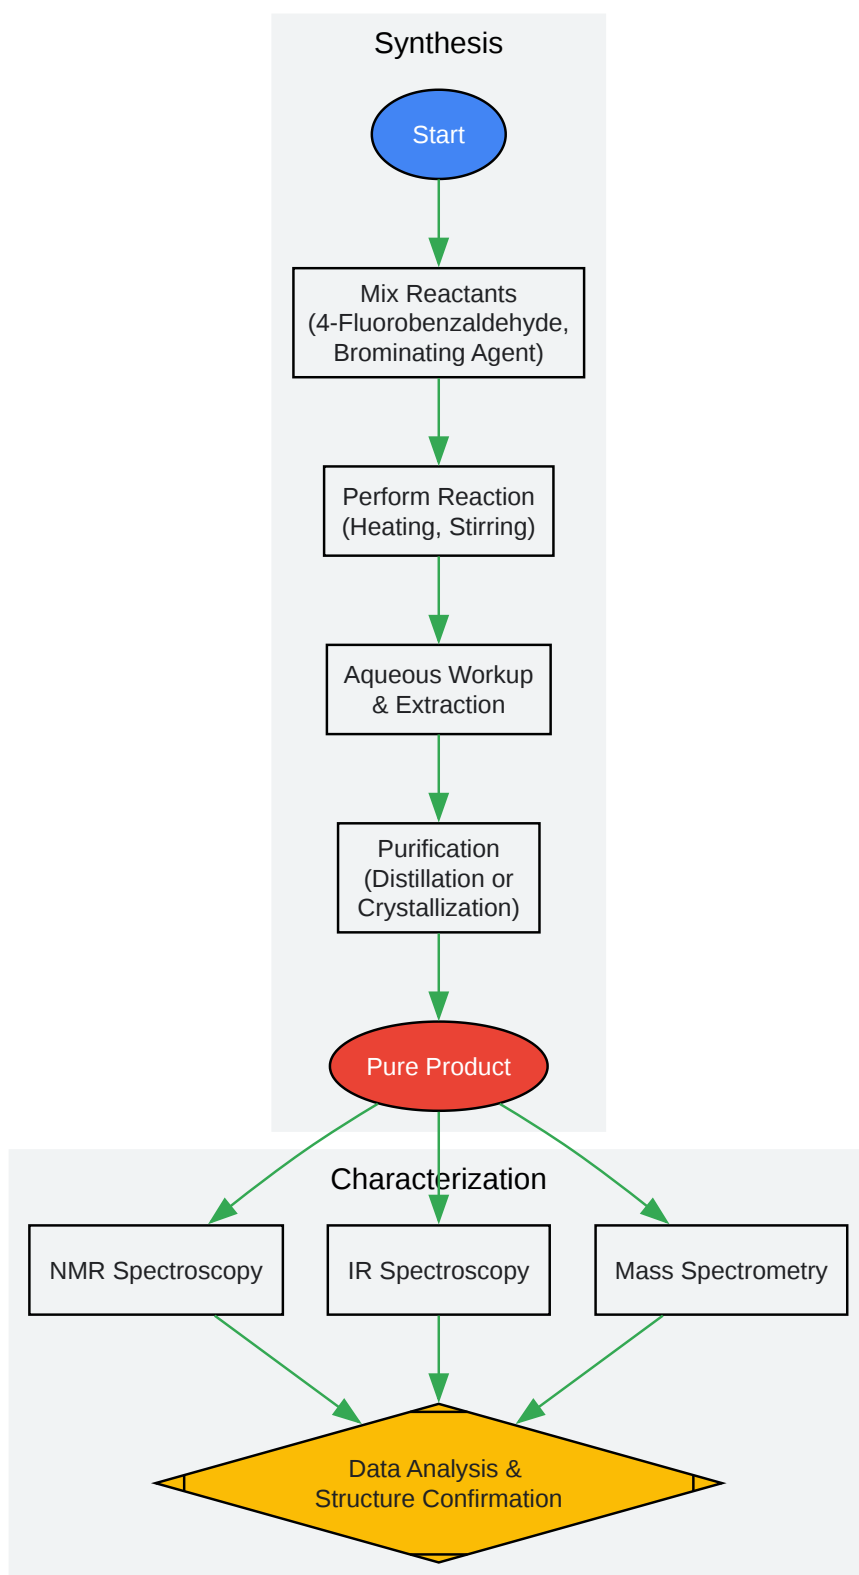 Synthesis
Start
Mix Reactants
(4-Fluorobenzaldehyde,
Brominating Agent)
Perform Reaction
(Heating, Stirring)
Aqueous Workup
& Extraction
Purification
(Distillation or
Crystallization)
Pure Product
Characterization
NMR Spectroscopy
IR Spectroscopy
Mass Spectrometry
Data Analysis &
Structure Confirmation